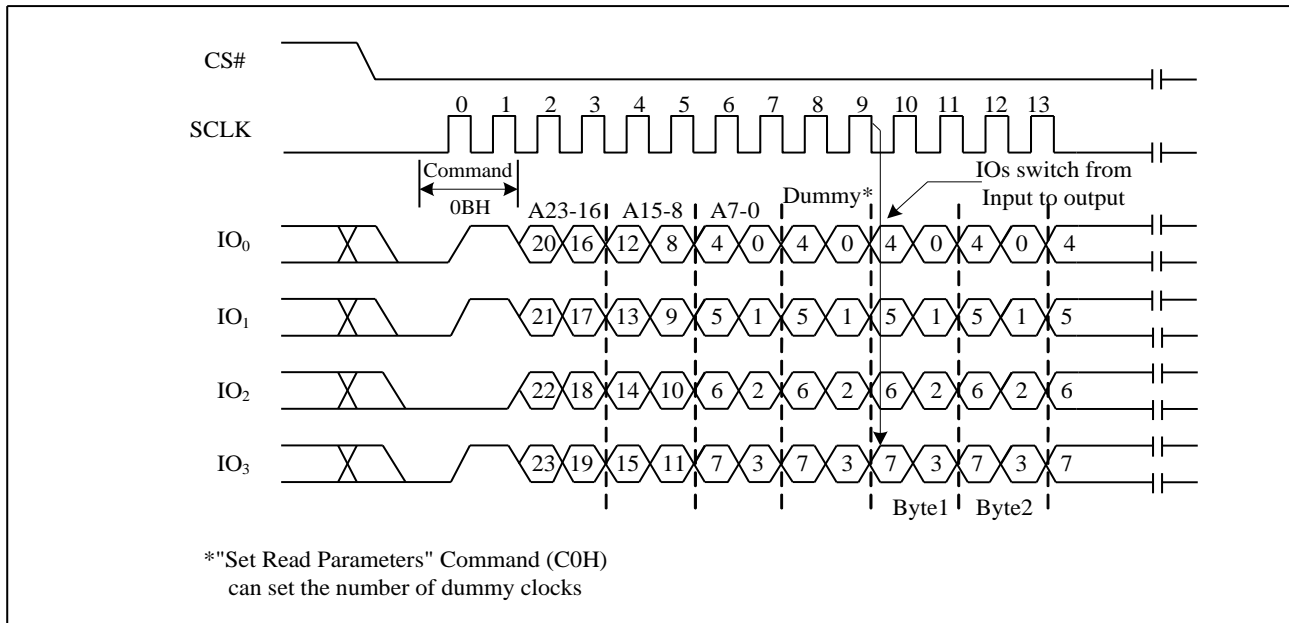 CS#
0 1 2 3 4 5 6 7 8 9 10 11 12 13
SCLK
Command
IOs switch from
0BH
Dummy*
Input to output
A23-16 A15-8 A7-0
IO0 20 16 12 8 4 0 4 0 4 0 4 0 4
IO1 21 17 13 9 5 1 5 1 5 1 5 1 5
IO2 22 18 14 10 6 2 6 2 6 2 6 2 6
IO3 23 19 15 11 7 3 7 3 7 3 7 3 7
Byte1 Byte2
*"Set Read Parameters" Command (C0H)
can set the number of dummy clocks